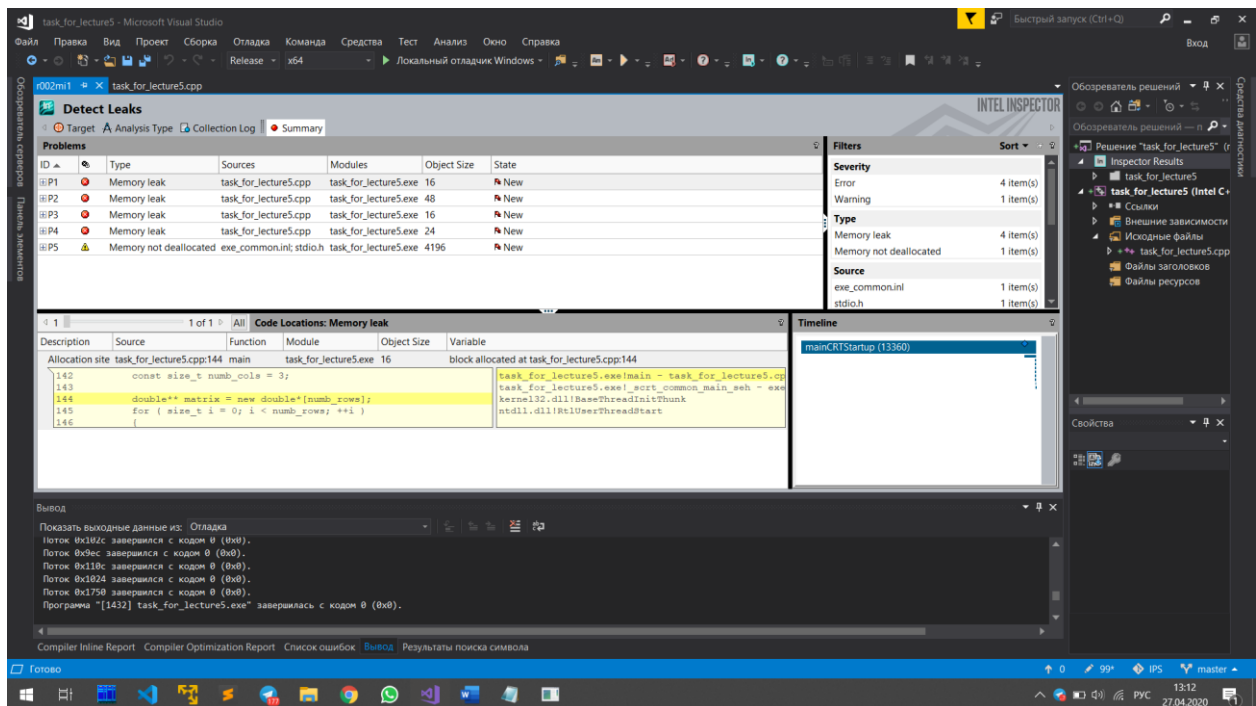 task_for_lecture5 - Microsoft Visual Studio
Быстрый запуск (Ctrl+Q)
Файл Правка Вид Проект Сборка Отладка Команда Средства Тест Анализ Окно Справка
Вход
Release x64 Локальный отладчик Windows
Обозреватель серверов
Панель элементов
r002mi1 task_for_lecture5.cpp
Detect Leaks
INTEL INSPECTOR
Target Analysis Type Collection Log Summary
Problems
ID Type Sources Modules Object Size State
P1 Memory leak task_for_lecture5.cpp task_for_lecture5.exe 16 New
P2 Memory leak task_for_lecture5.cpp task_for_lecture5.exe 48 New
P3 Memory leak task_for_lecture5.cpp task_for_lecture5.exe 16 New
P4 Memory leak task_for_lecture5.cpp task_for_lecture5.exe 24 New
P5 Memory not deallocated exe_common.inl; stdio.h task_for_lecture5.exe 4196 New
Filters Sort
Severity
Error 4 item(s)
Warning 1 item(s)
Type
Memory leak 4 item(s)
Memory not deallocated 1 item(s)
Source
exe_common.inl 1 item(s)
stdio.h 1 item(s)
1 1 of 1 All Code Locations: Memory leak
Description Source Function Module Object Size Variable
Allocation site task_for_lecture5.cpp:144 main task_for_lecture5.exe 16 block allocated at task_for_lecture5.cpp:144
142 const size_t numb_cols = 3;
143
144 double** matrix = new double*[numb_rows];
145 for ( size_t i = 0; i < numb_rows; ++i )
146 {
task_for_lecture5.exe!main - task_for_lecture5.cp
task_for_lecture5.exe!_scrt_common_main_seh - exe
kernel32.dll!BaseThreadInitThunk
ntdll.dll!RtlUserThreadStart
Timeline
mainCRTStartup (13360)
Обозреватель решений
Обозреватель решений — п
Решение "task_for_lecture5" (
Inspector Results
task_for_lecture5
task_for_lecture5 (Intel C+
Ссылки
Внешние зависимости
Исходные файлы
task_for_lecture5.cpp
Файлы заголовков
Файлы ресурсов
Средства диагностики
Свойства
Вывод
Показать выходные данные из: Отладка
Поток 0x102c завершился с кодом 0 (0x0).
Поток 0x9ec завершился с кодом 0 (0x0).
Поток 0x110c завершился с кодом 0 (0x0).
Поток 0x1024 завершился с кодом 0 (0x0).
Поток 0x1750 завершился с кодом 0 (0x0).
Программа "[1432] task_for_lecture5.exe" завершилась с кодом 0 (0x0).
Compiler Inline Report Compiler Optimization Report Список ошибок Вывод Результаты поиска символа
Готово
0 99+ IPS master
РУС
13:12
27.04.2020